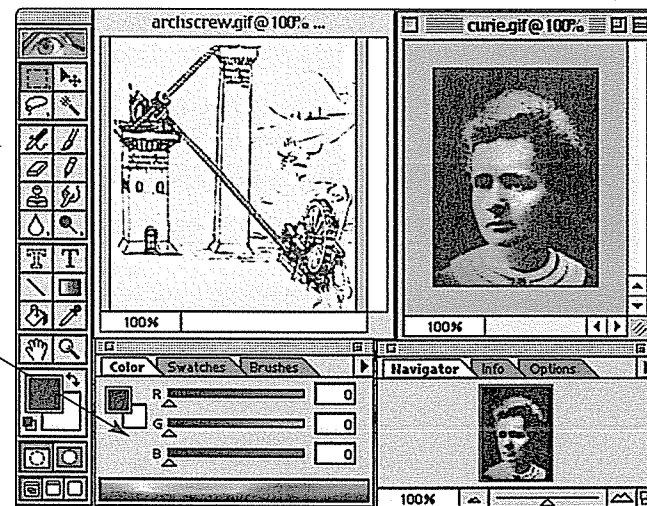 archscrew.gif@100% ...
curie.gif@100%
T T
100%
100%
Color Swatches Brushes
Navigator Info Options
R 0
G 0
B 0
100%